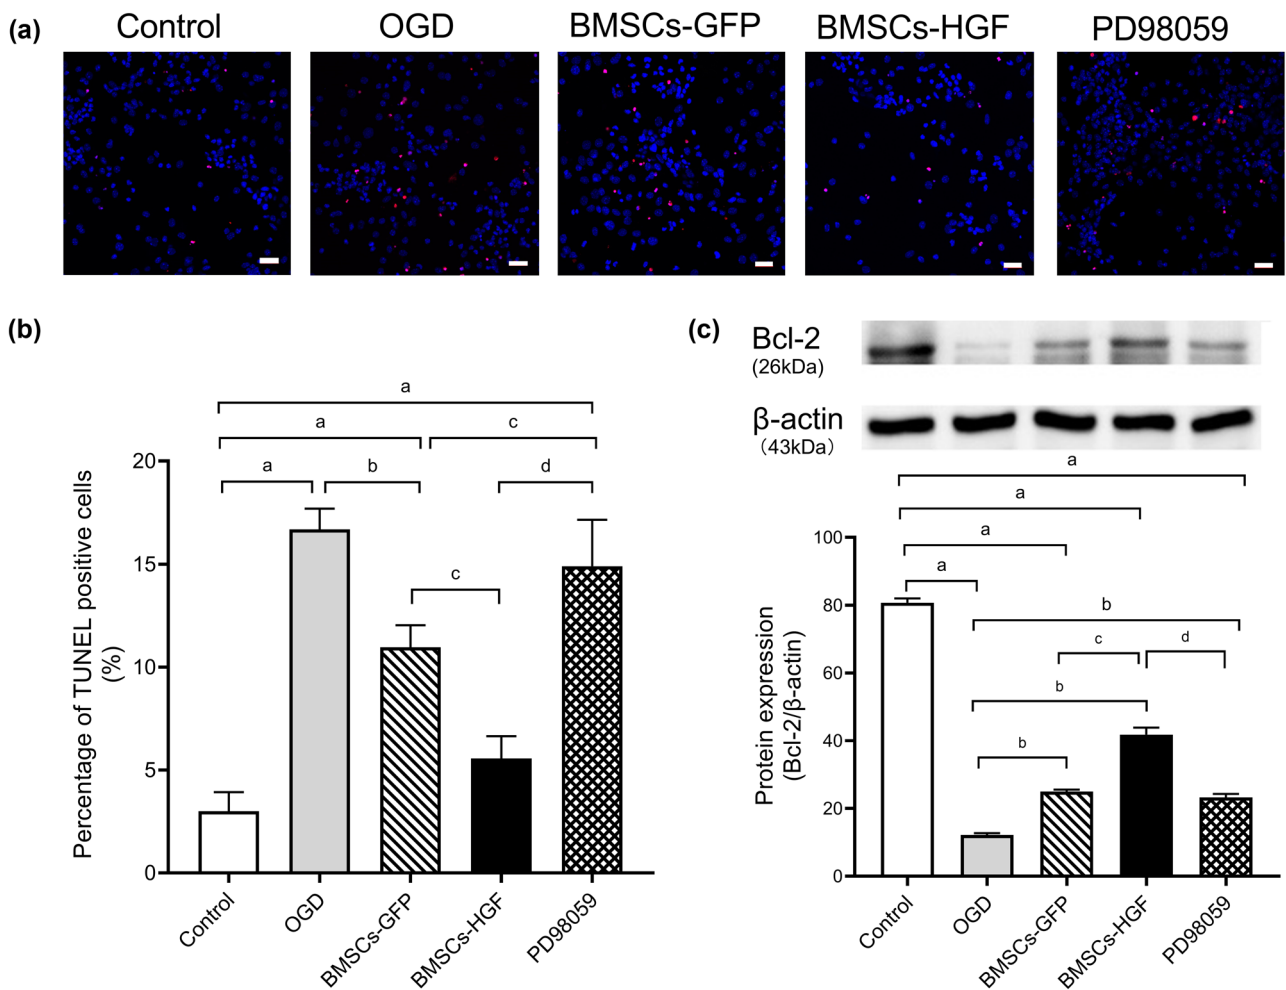 (a)
Control
OGD
BMSCs-GFP
BMSCs-HGF
PD98059
(b)
a
a
c
a
b
d
c
Percentage of TUNEL positive cells
(%)
20
15
10
5
0
Control
OGD
BMSCs-GFP
BMSCs-HGF
PD98059
(c)
Bcl-2
(26kDa)
β-actin
(43kDa)
a
a
a
a
b
c
d
b
b
Protein expression
(Bcl-2/β-actin)
100
80
60
40
20
0
Control
OGD
BMSCs-GFP
BMSCs-HGF
PD98059